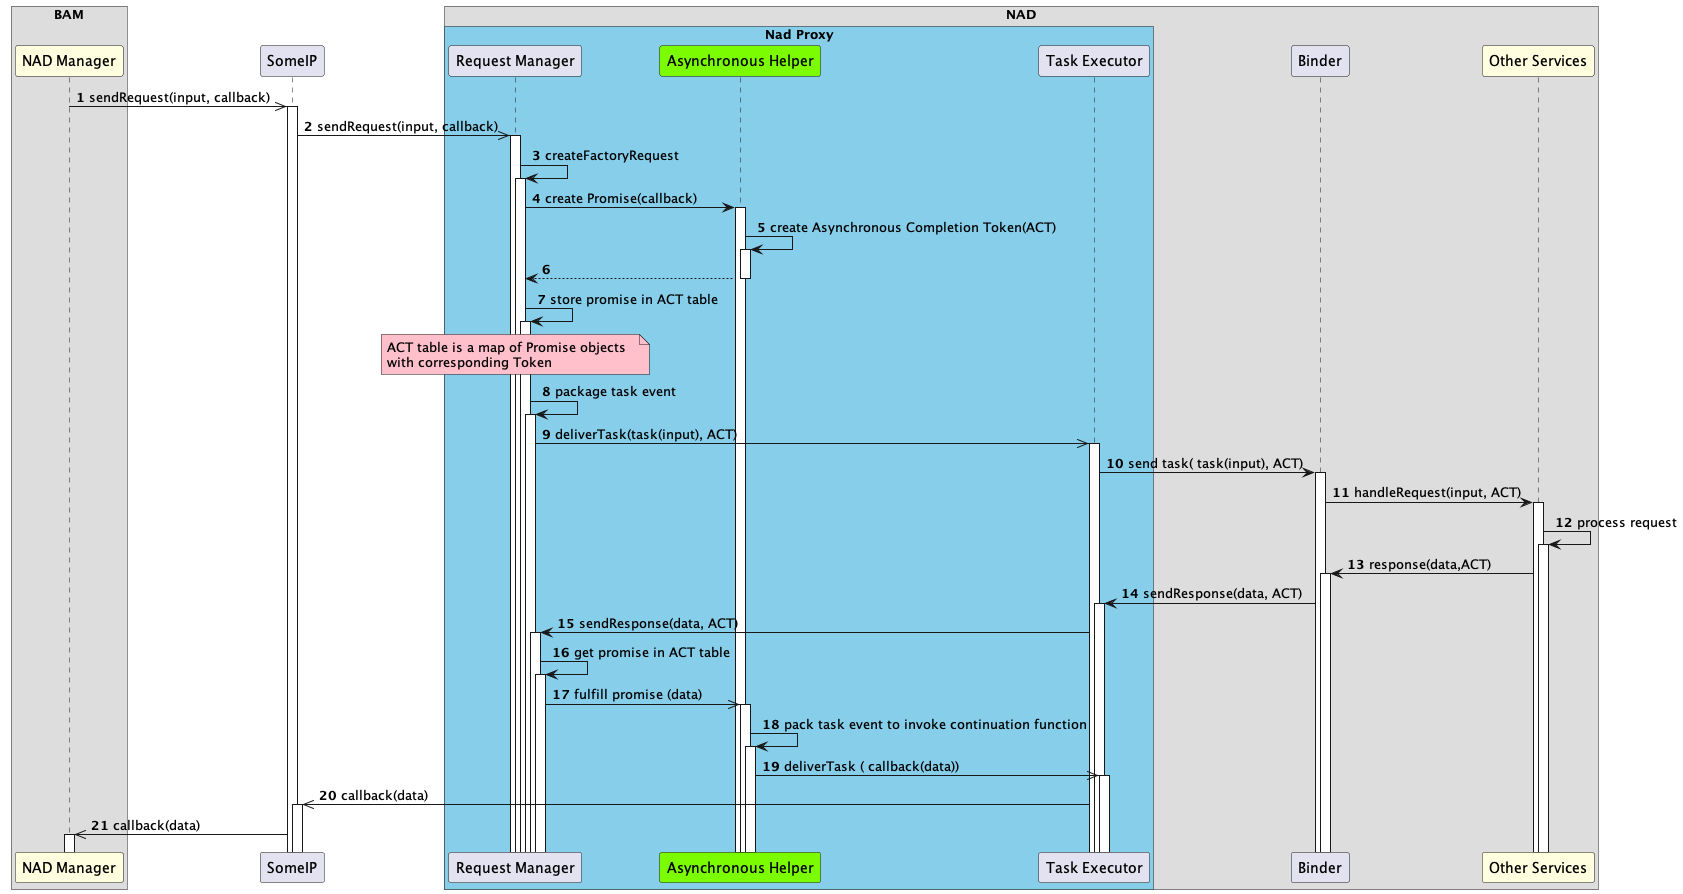 BAM
NAD
Nad Proxy
NAD Manager
SomeIP
Request Manager
Asynchronous Helper
Task Executor
Binder
Other Services
1 sendRequest(input, callback)
2 sendRequest(input, callback)
3 createFactoryRequest
4 create Promise(callback)
5 create Asynchronous Completion Token(ACT)
6
7 store promise in ACT table
ACT table is a map of Promise objects
with corresponding Token
8 package task event
9 deliverTask(task(input), ACT)
10 send task( task(input), ACT)
11 handleRequest(input, ACT)
12 process request
13 response(data,ACT)
14 sendResponse(data, ACT)
15 sendResponse(data, ACT)
16 get promise in ACT table
17 fulfill promise (data)
18 pack task event to invoke continuation function
19 deliverTask ( callback(data))
20 callback(data)
21 callback(data)
NAD Manager
SomeIP
Request Manager
Asynchronous Helper
Task Executor
Binder
Other Services